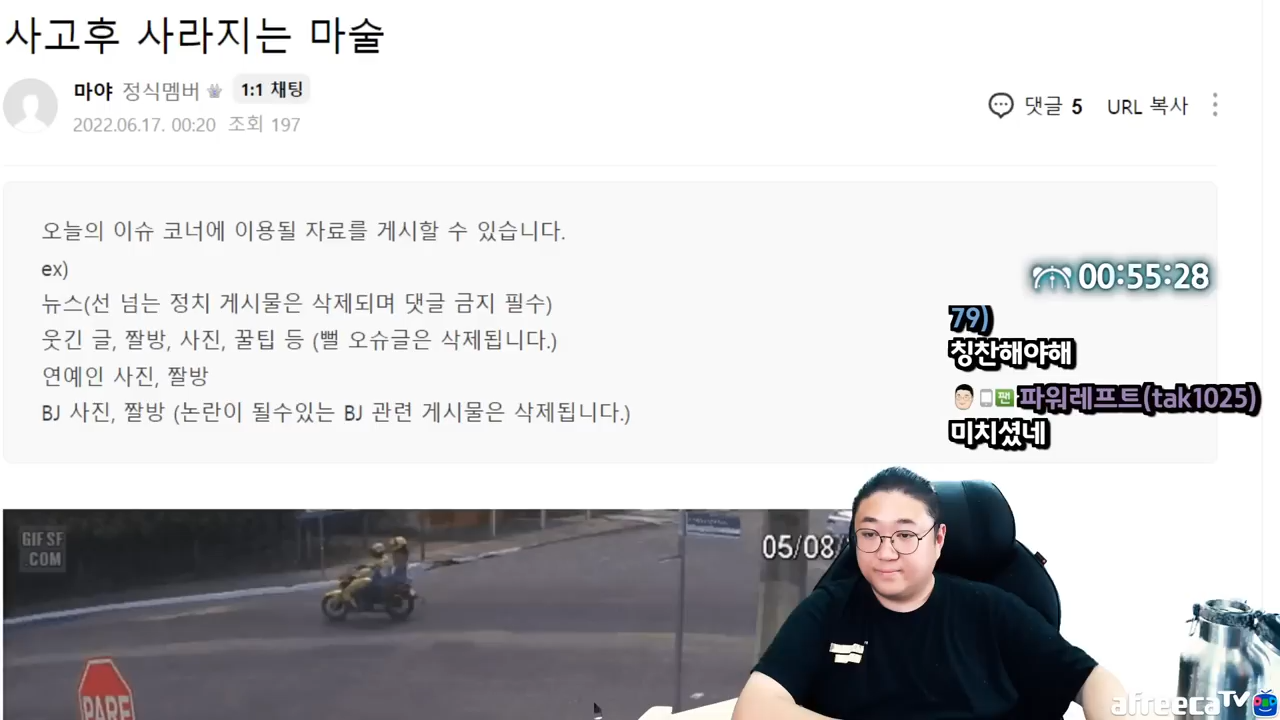 사고후 사라지는 마술
마야 정식멤버 1:1 채팅
2022.06.17. 00:20 조회 197
댓글 5 URL 복사
오늘의 이슈 코너에 이용될 자료를 게시할 수 있습니다.
ex)
뉴스(선 넘는 정치 게시물은 삭제되며 댓글 금지 필수)
웃긴 글, 짤방, 사진, 꿀팁 등 (뻘 오슈글은 삭제됩니다.)
연예인 사진, 짤방
BJ 사진, 짤방 (논란이 될수있는 BJ 관련 게시물은 삭제됩니다.)
00:55:28
79)
칭찬해야해
팬 파워레프트(tak1025)
미치셨네
GIFSF
.COM
05/08/
PARE
afreecaTV